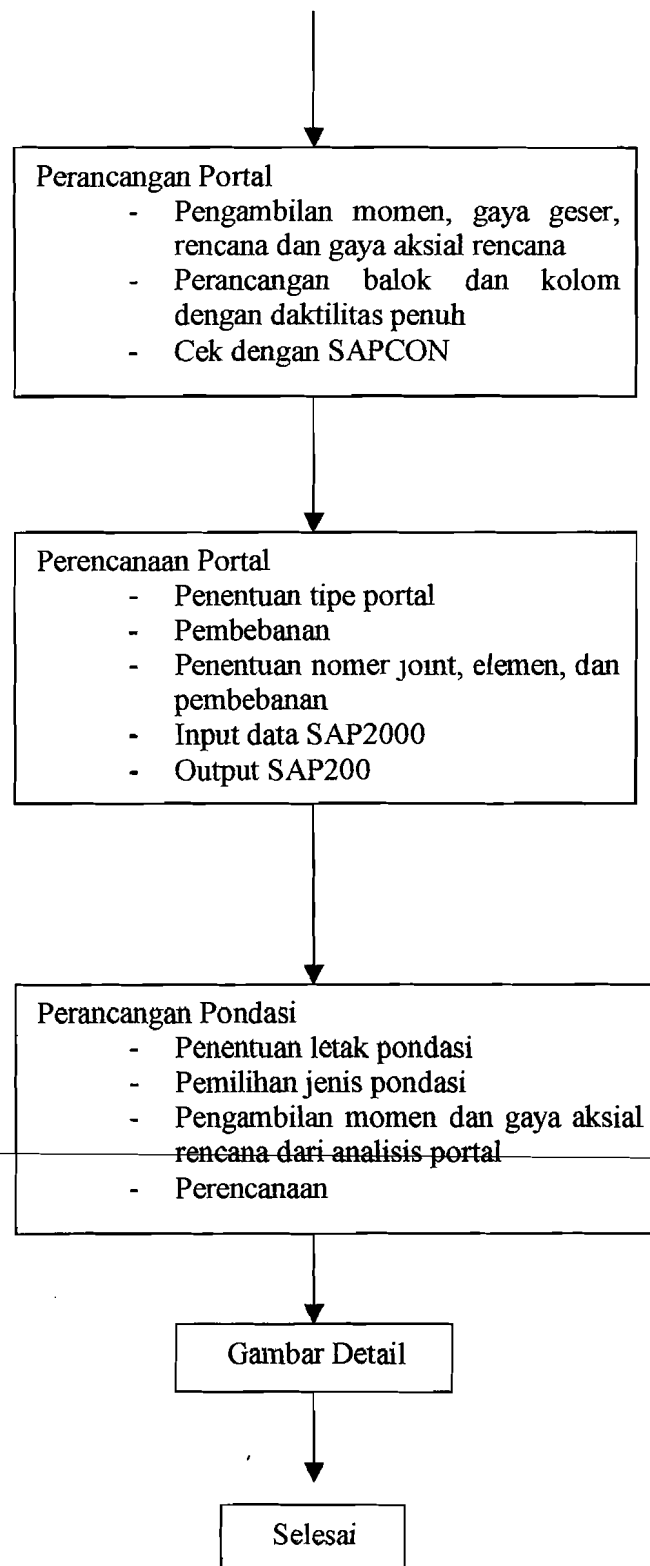 Perancangan Portal
- Pengambilan momen, gaya geser,
rencana dan gaya aksial rencana
- Perancangan balok dan kolom
dengan daktilitas penuh
- Cek dengan SAPCON
Perencanaan Portal
- Penentuan tipe portal
- Pembebanan
- Penentuan nomer joint, elemen, dan
pembebanan
- Input data SAP2000
- Output SAP200
Perancangan Pondasi
- Penentuan letak pondasi
- Pemilihan jenis pondasi
- Pengambilan momen dan gaya aksial
rencana dari analisis portal
- Perencanaan
Gambar Detail
Selesai